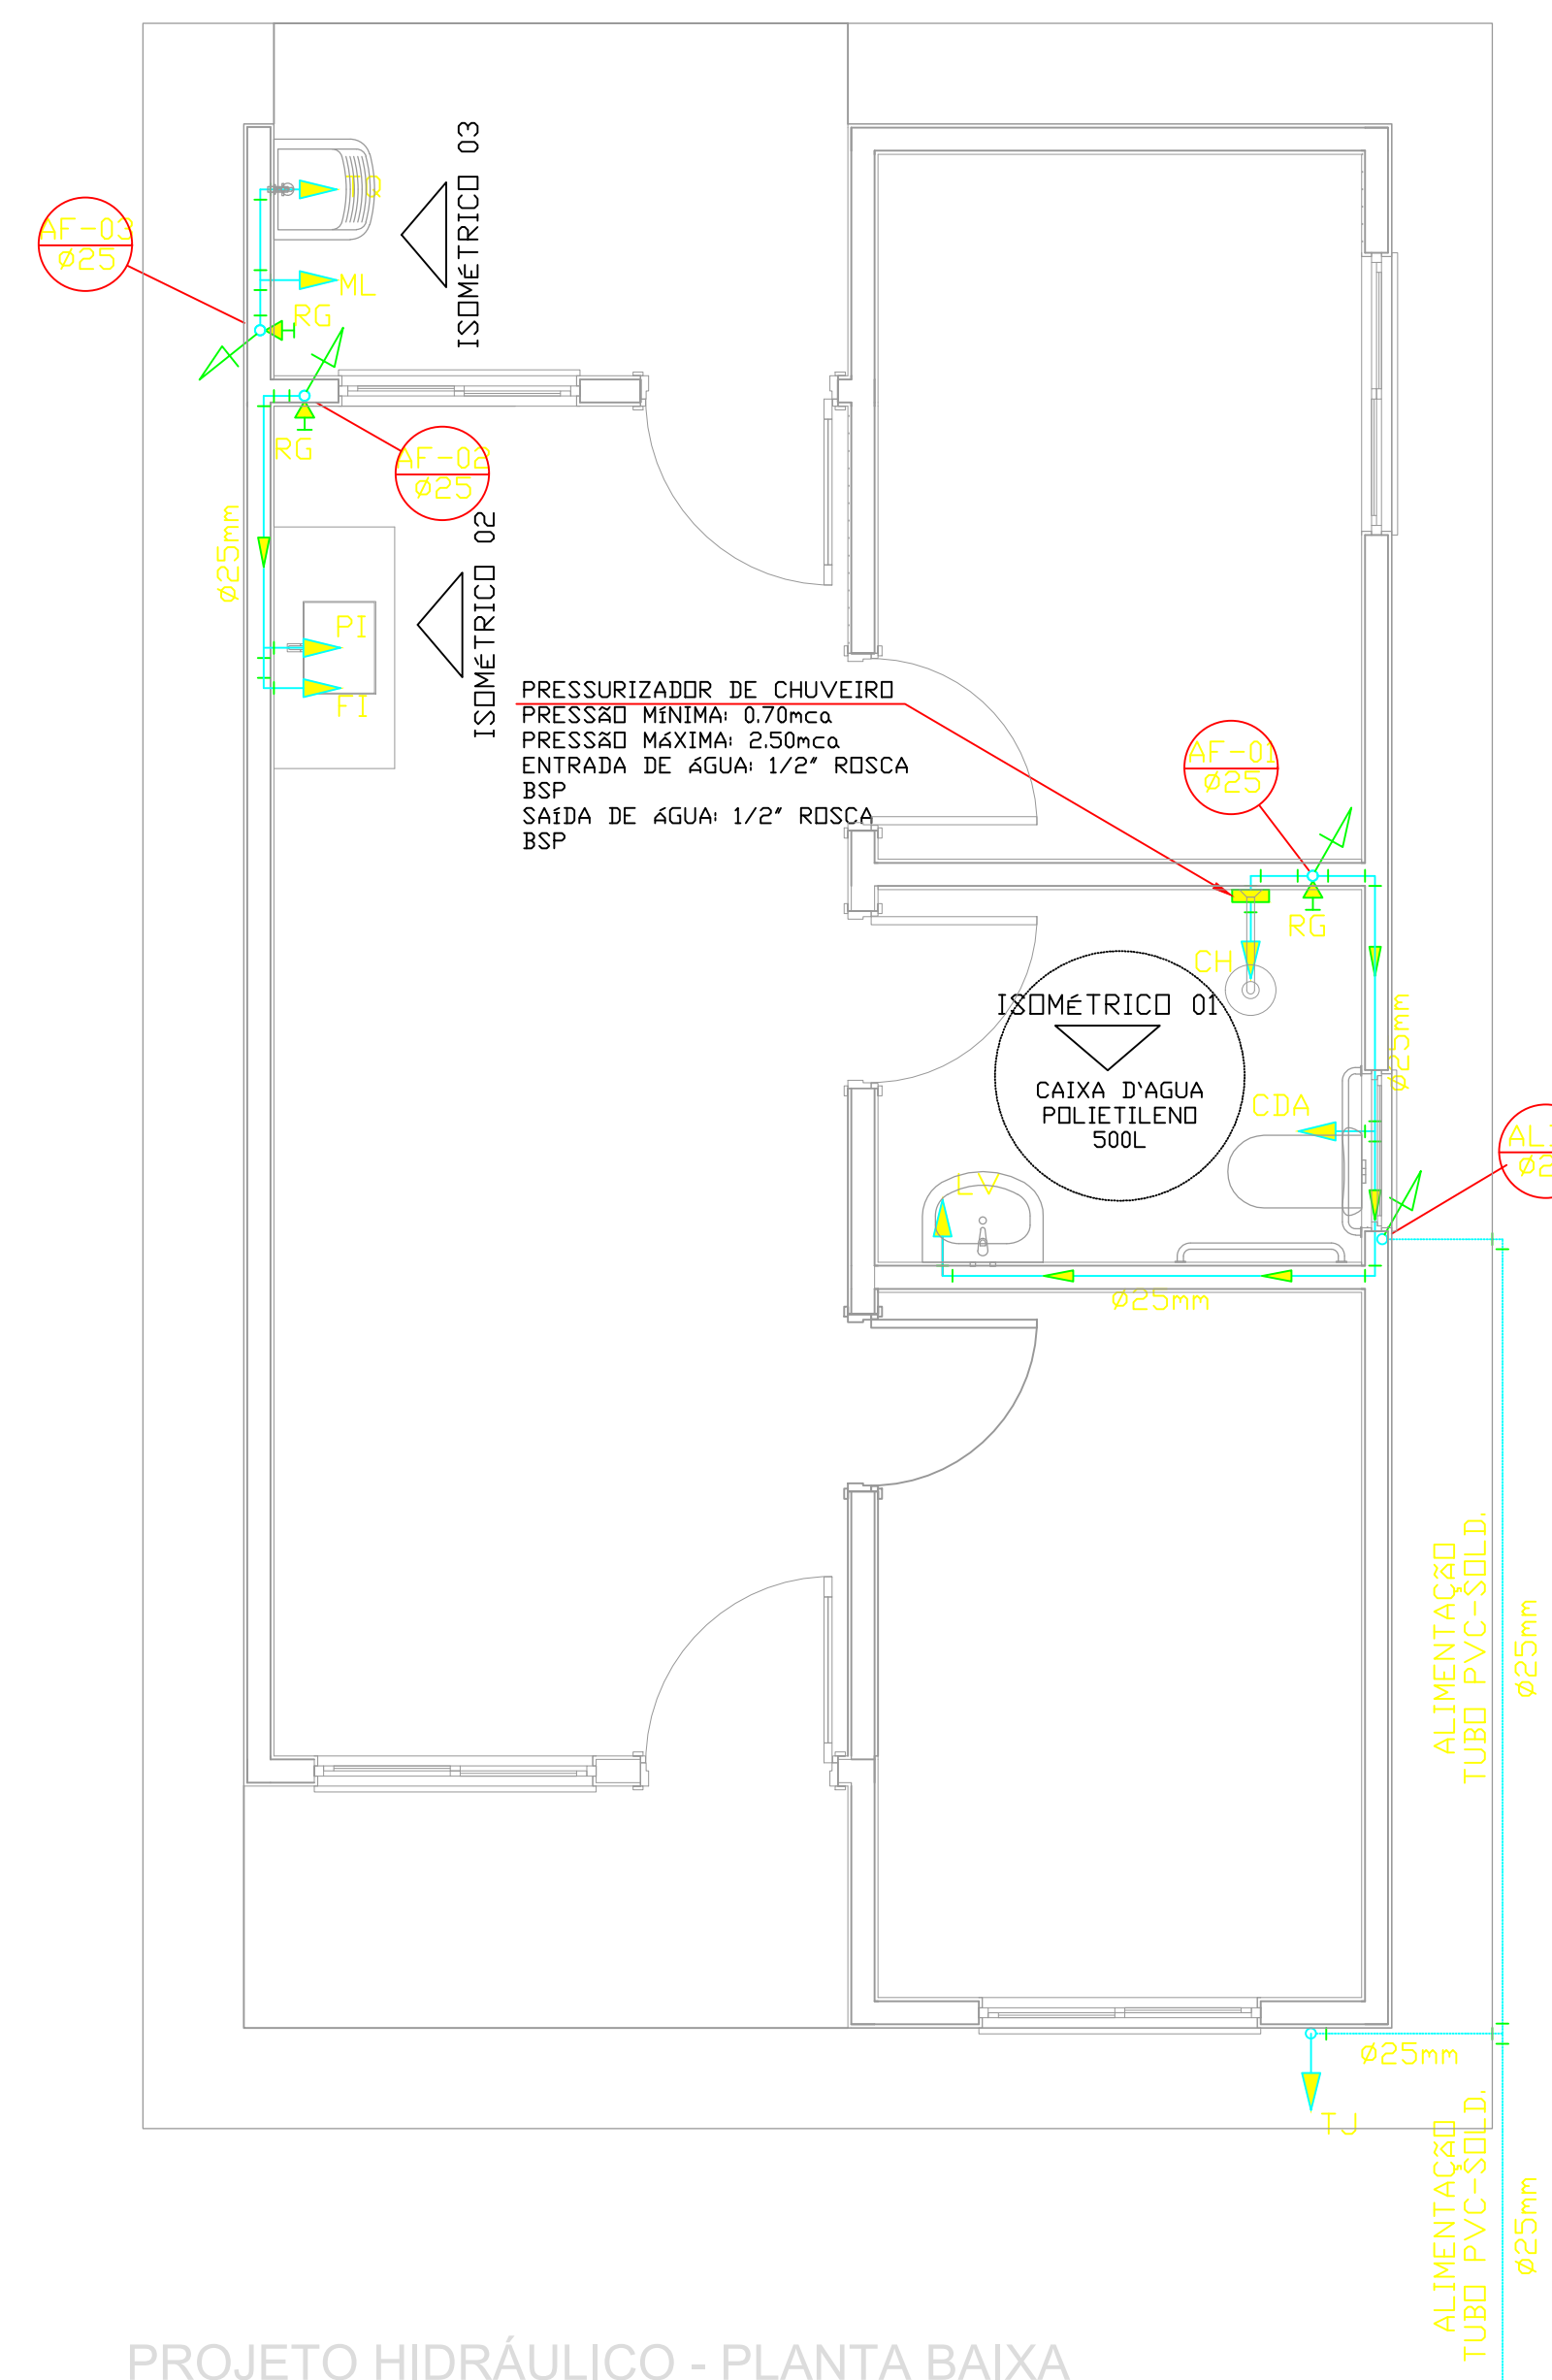 TQ
AF-03
Ø25
ML
RG
ISOMÉTRICO 03
RG
AF-02
Ø25
Ø25mm
PI
FI
ISOMÉTRICO 02
PRESSURIZADOR DE CHUVEIRO
PRESSÃO MÍNIMA: 0.70mca
PRESSÃO MÁXIMA: 2.50mca
ENTRADA DE ÁGUA: 1/2" ROSCA
BSP
SAÍDA DE ÁGUA: 1/2" ROSCA
BSP
AF-01
Ø25
RG
CH
ISOMÉTRICO 01
CAIXA D`AGUA
POLIETILENO
500L
Ø25mm
CDA
LV
Ø25mm
ALIMENTAÇÃO
TUBO PVC-SOLD.
Ø25mm
Ø25mm
TJ
ALIMENTAÇÃO
TUBO PVC-SOLD.
Ø25mm
PROJETO HIDRÁULICO - PLANTA BAIXA